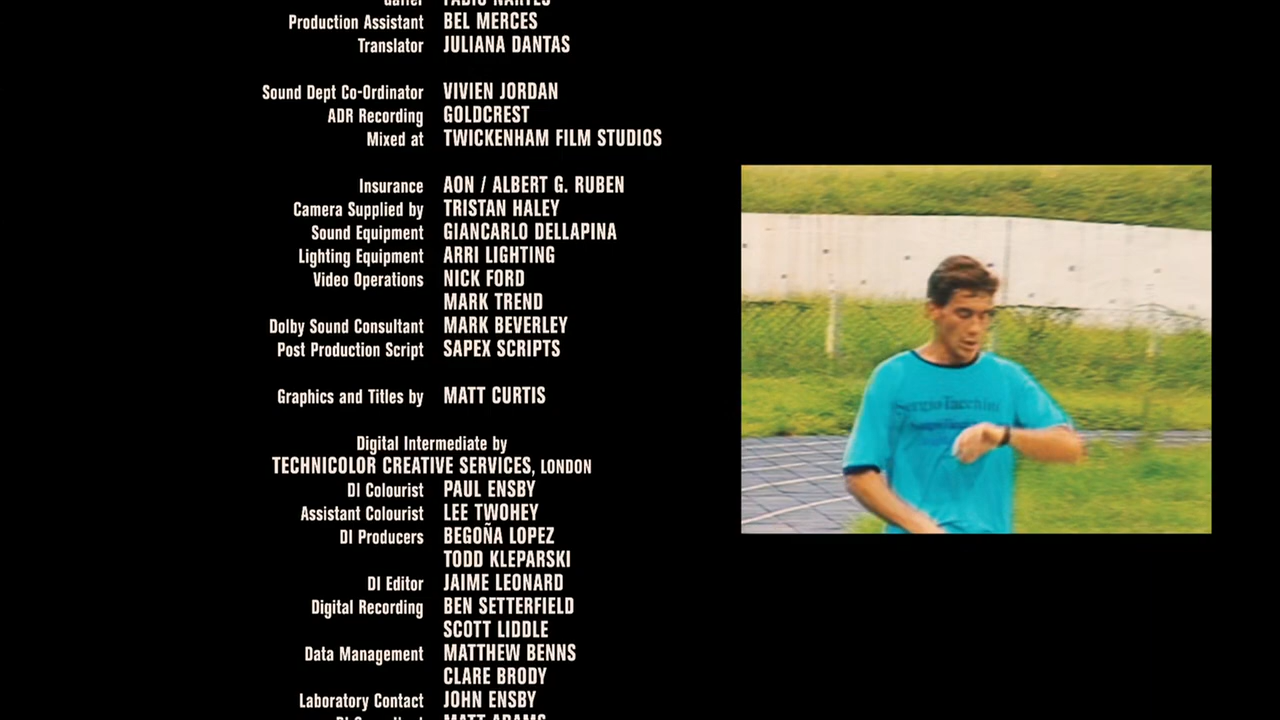 Production Assistant BEL MERCES
Translator JULIANA DANTAS
Sound Dept Co-Ordinator VIVIEN JORDAN
ADR Recording GOLDCREST
Mixed at TWICKENHAM FILM STUDIOS
Insurance AON / ALBERT G. RUBEN
Camera Supplied by TRISTAN HALEY
Sound Equipment GIANCARLO DELLAPINA
Lighting Equipment ARRI LIGHTING
Video Operations NICK FORD
MARK TREND
Dolby Sound Consultant MARK BEVERLEY
Post Production Script SAPEX SCRIPTS
Graphics and Titles by MATT CURTIS
Digital Intermediate by
TECHNICOLOR CREATIVE SERVICES, LONDON
DI Colourist PAUL ENSBY
Assistant Colourist LEE TWOHEY
DI Producers BEGOÑA LOPEZ
TODD KLEPARSKI
DI Editor JAIME LEONARD
Digital Recording BEN SETTERFIELD
SCOTT LIDDLE
Data Management MATTHEW BENNS
CLARE BRODY
Laboratory Contact JOHN ENSBY
MATT ADAMS
Sergio Tacchini